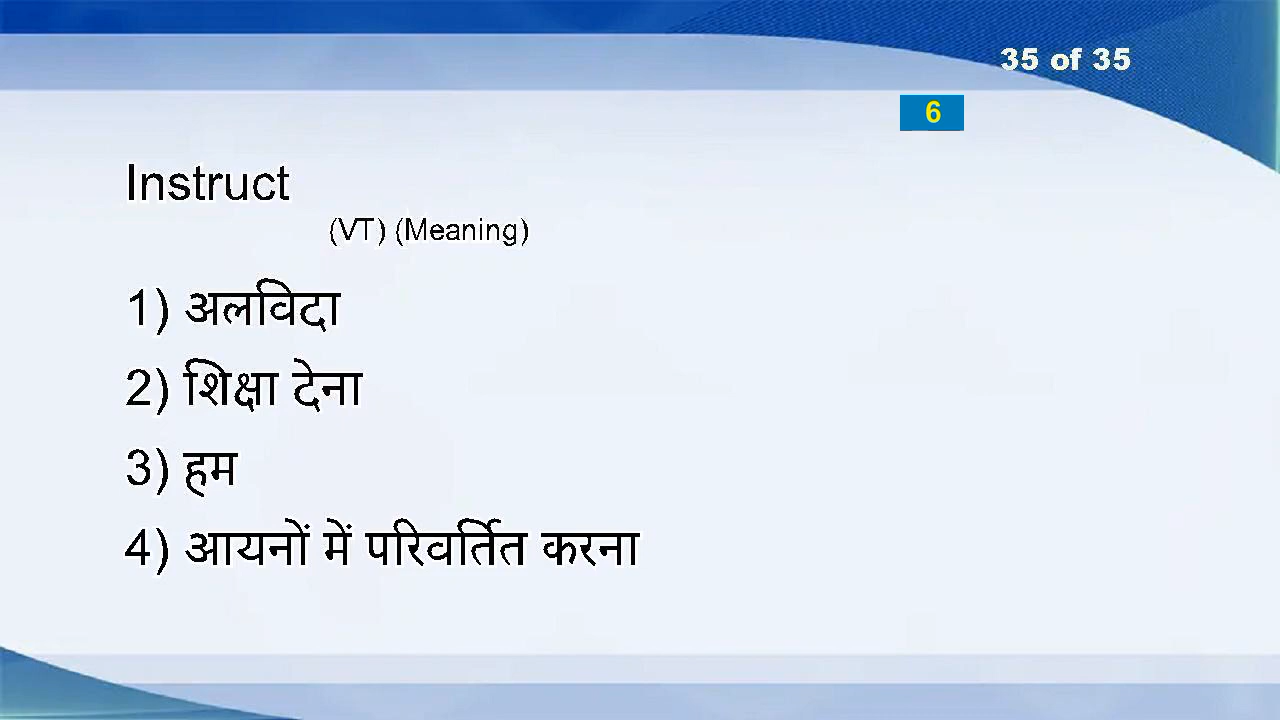 35 of 35
6
Instruct
(VT) (Meaning)
1) अलविदा
2) शिक्षा देना
3) हम
4) आयनों में परिवर्तित करना